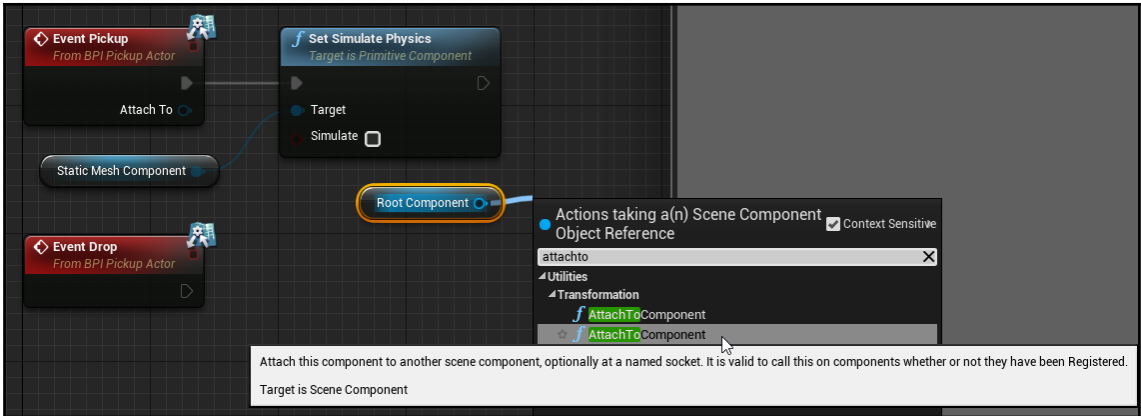 Event Pickup
From BPI Pickup Actor
Attach To
f Set Simulate Physics
Target is Primitive Component
Target
Simulate
Static Mesh Component
Root Component
Event Drop
From BPI Pickup Actor
Actions taking a(n) Scene Component
Object Reference
Context Sensitive
attachto
Utilities
Transformation
f AttachToComponent
f AttachToComponent
Attach this component to another scene component, optionally at a named socket. It is valid to call this on components whether or not they have been Registered.
Target is Scene Component